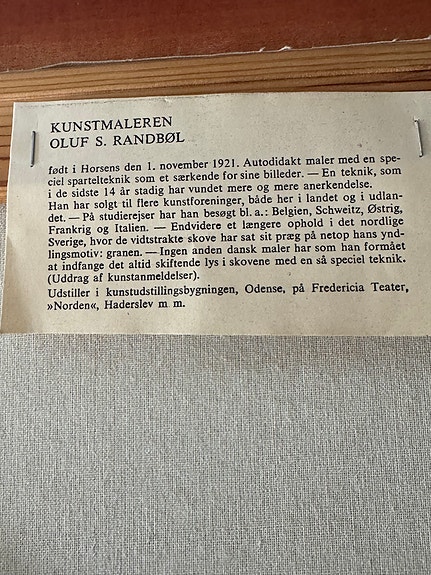 KUNSTMALEREN
OLUF S. RANDBØL
født i Horsens den 1. november 1921. Autodidakt maler med en spe-
ciel spartelteknik som et særkende for sine billeder. — En teknik, som
i de sidste 14 år stadig har vundet mere og mere anerkendelse.
Han har solgt til flere kunstforeninger, både her i landet og i udlan-
det. — På studierejser har han besøgt bl. a.: Belgien, Schweitz, Østrig,
Frankrig og Italien. — Endvidere et længere ophold i det nordlige
Sverige, hvor de vidtstrakte skove har sat sit præg på netop hans ynd-
lingsmotiv: granen. — Ingen anden dansk maler har som han formået
at indfange det altid skiftende lys i skovene med en så speciel teknik.
(Uddrag af kunstanmeldelser).
Udstiller i kunstudstillingsbygningen, Odense, på Fredericia Teater,
»Norden«, Haderslev m m.